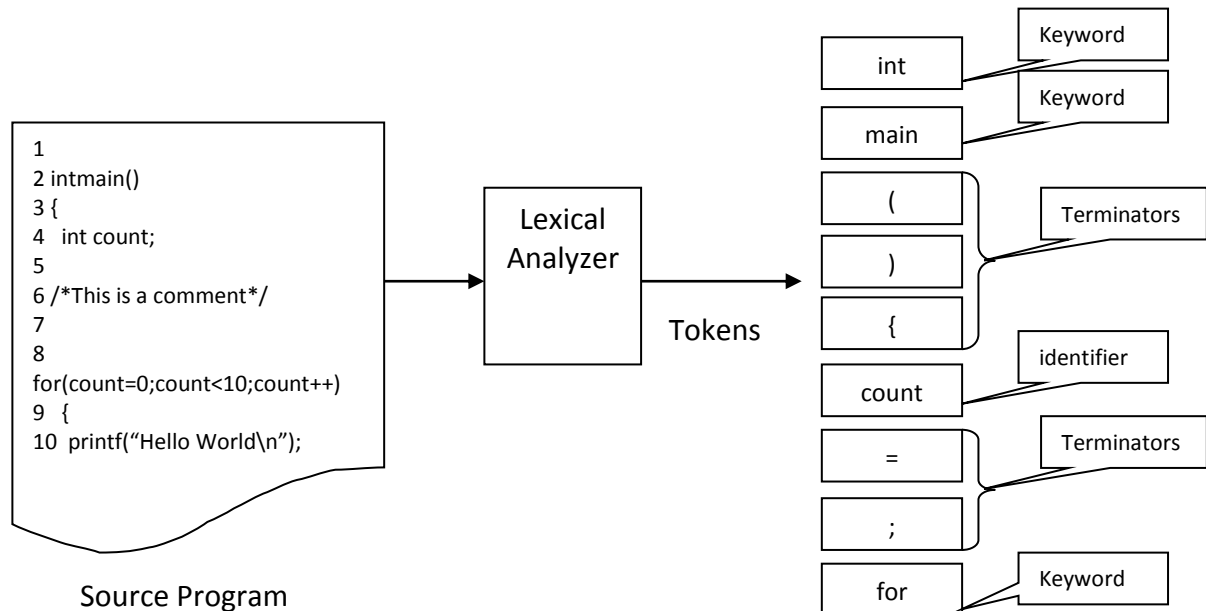 1
2 intmain()
3 {
4 int count;
5
6 /*This is a comment*/
7
8
for(count=0;count<10;count++)
9 {
10 printf(“Hello World\n”);
Source Program
Lexical
Analyzer
Tokens
int
Keyword
main
Keyword
(
)
{
Terminators
count
identifier
=
;
Terminators
for
Keyword